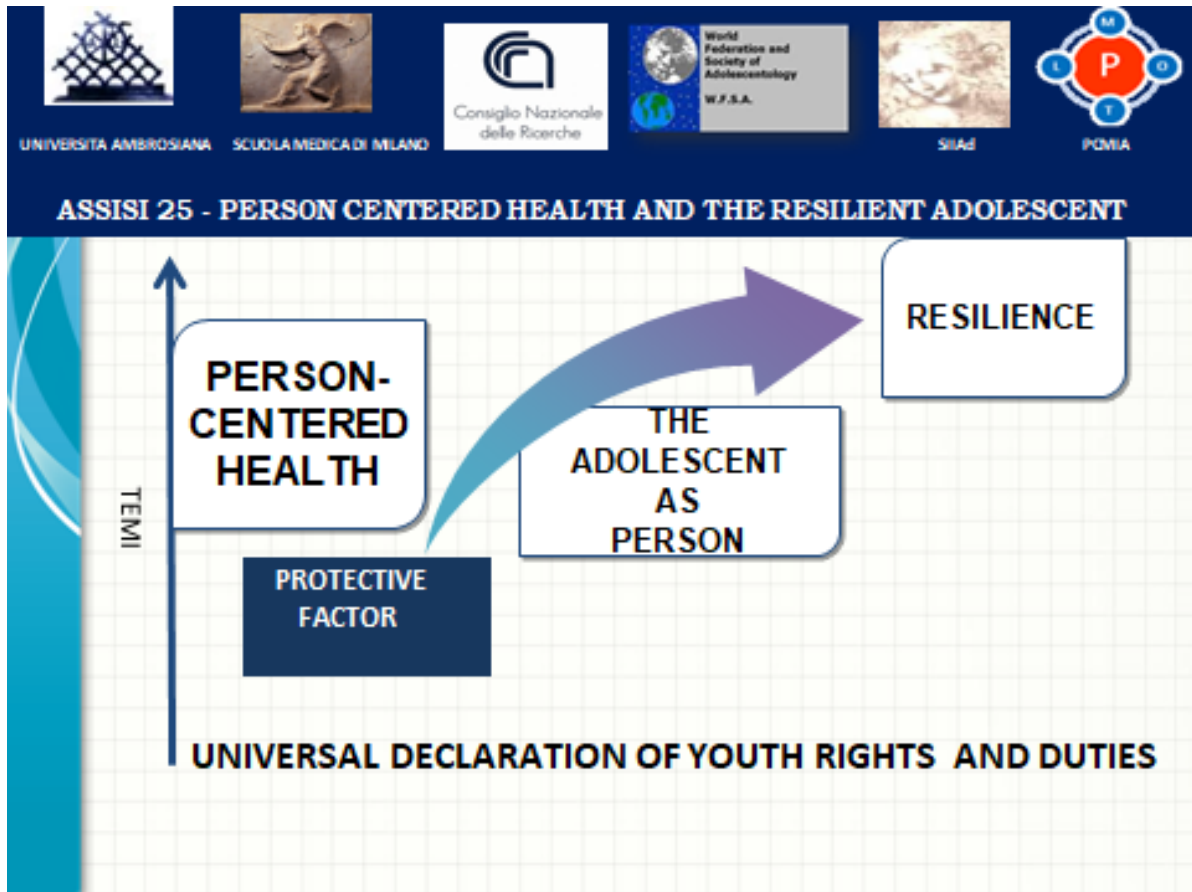 Consiglio Nazionale
delle Ricerche
World
Federation and
Society of
Adolescentology
W.F.S.A.
M
L
P
O
T
UNIVERSITA AMBROSIANA
SCUOLA MEDICA DI MILANO
SIIAd
PCMIA
ASSISI 25 - PERSON CENTERED HEALTH AND THE RESILIENT ADOLESCENT
RESILIENCE
PERSON-
CENTERED
HEALTH
THE
ADOLESCENT
AS
PERSON
TEMI
PROTECTIVE
FACTOR
UNIVERSAL DECLARATION OF YOUTH RIGHTS  AND DUTIES